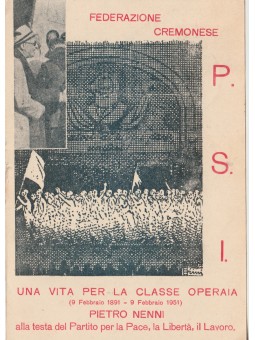 FEDERAZIONE
CREMONESE
P.
S.
I.
UNA VITA PER LA CLASSE OPERAIA
(9 Febbraio 1891 - 9 Febbraio 1951)
PIETRO NENNI
alla testa del Partito per la Pace, la Libertà, il Lavoro.